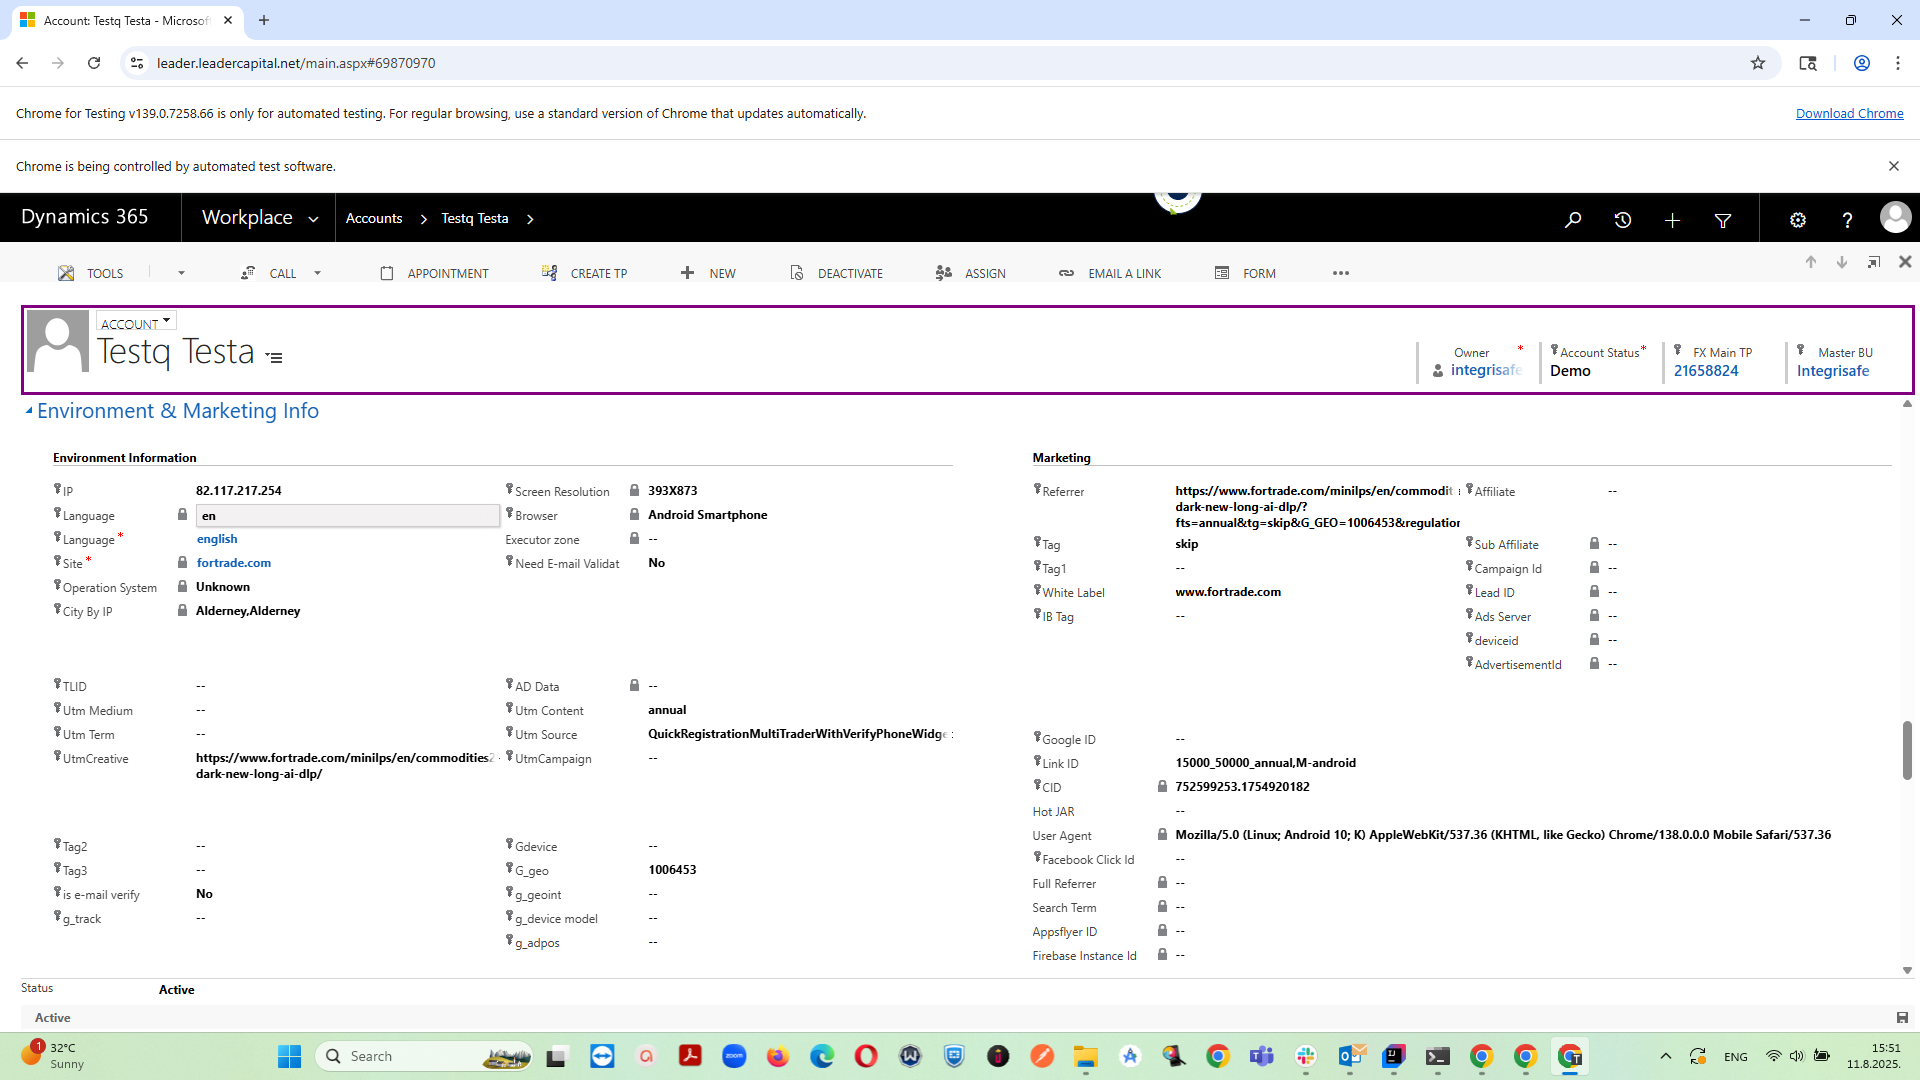 Account: Testq Testa - Microsof
leader.leadercapital.net/main.aspx#69870970
Chrome for Testing v139.0.7258.66 is only for automated testing. For regular browsing, use a standard version of Chrome that updates automatically.
Download Chrome
Chrome is being controlled by automated test software.
Dynamics 365
Workplace
Accounts
Testq Testa
TOOLS
CALL
APPOINTMENT
CREATE TP
NEW
DEACTIVATE
ASSIGN
EMAIL A LINK
FORM
ACCOUNT
Testq Testa
Owner *
integrisafe
Account Status *
Demo
FX Main TP
21658824
Master BU
Integrisafe
Environment & Marketing Info
Environment Information
IP 82.117.217.254
Language en
Language * english
Site * fortrade.com
Operation System Unknown
City By IP Alderney,Alderney
Screen Resolution 393X873
Browser Android Smartphone
Executor zone --
Need E-mail Validat No
TLID --
Utm Medium --
Utm Term --
UtmCreative https://www.fortrade.com/minilps/en/commodities2-
dark-new-long-ai-dlp/
AD Data --
Utm Content annual
Utm Source QuickRegistrationMultiTraderWithVerifyPhoneWidge
UtmCampaign --
Tag2 --
Tag3 --
is e-mail verify No
g_track --
Gdevice --
G_geo 1006453
g_geoint --
g_device model --
g_adpos --
Marketing
Referrer https://www.fortrade.com/minilps/en/commodit
dark-new-long-ai-dlp/?
fts=annual&tg=skip&G_GEO=1006453&regulation
Tag skip
Tag1 --
White Label www.fortrade.com
IB Tag --
Affiliate --
Sub Affiliate --
Campaign Id --
Lead ID --
Ads Server --
deviceid --
AdvertisementId --
Google ID --
Link ID 15000_50000_annual,M-android
CID 752599253.1754920182
Hot JAR --
User Agent Mozilla/5.0 (Linux; Android 10; K) AppleWebKit/537.36 (KHTML, like Gecko) Chrome/138.0.0.0 Mobile Safari/537.36
Facebook Click Id --
Full Referrer --
Search Term --
Appsflyer ID --
Firebase Instance Id --
Status Active
Active
1
32°C
Sunny
Search
zoom
ENG
15:51
11.8.2025.